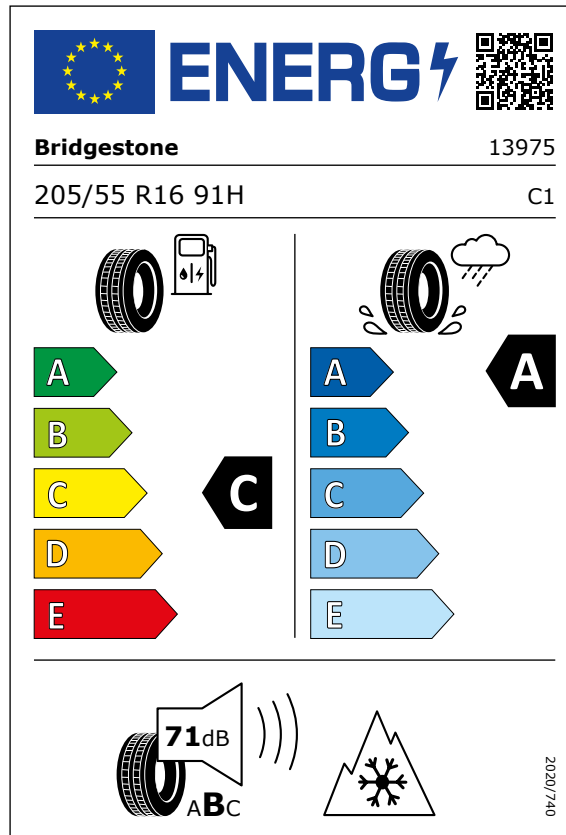 ENERG
Bridgestone 13975
205/55 R16 91H C1
A
B
C
D
E
C
A
B
C
D
E
A
71dB
ABC
2020/740